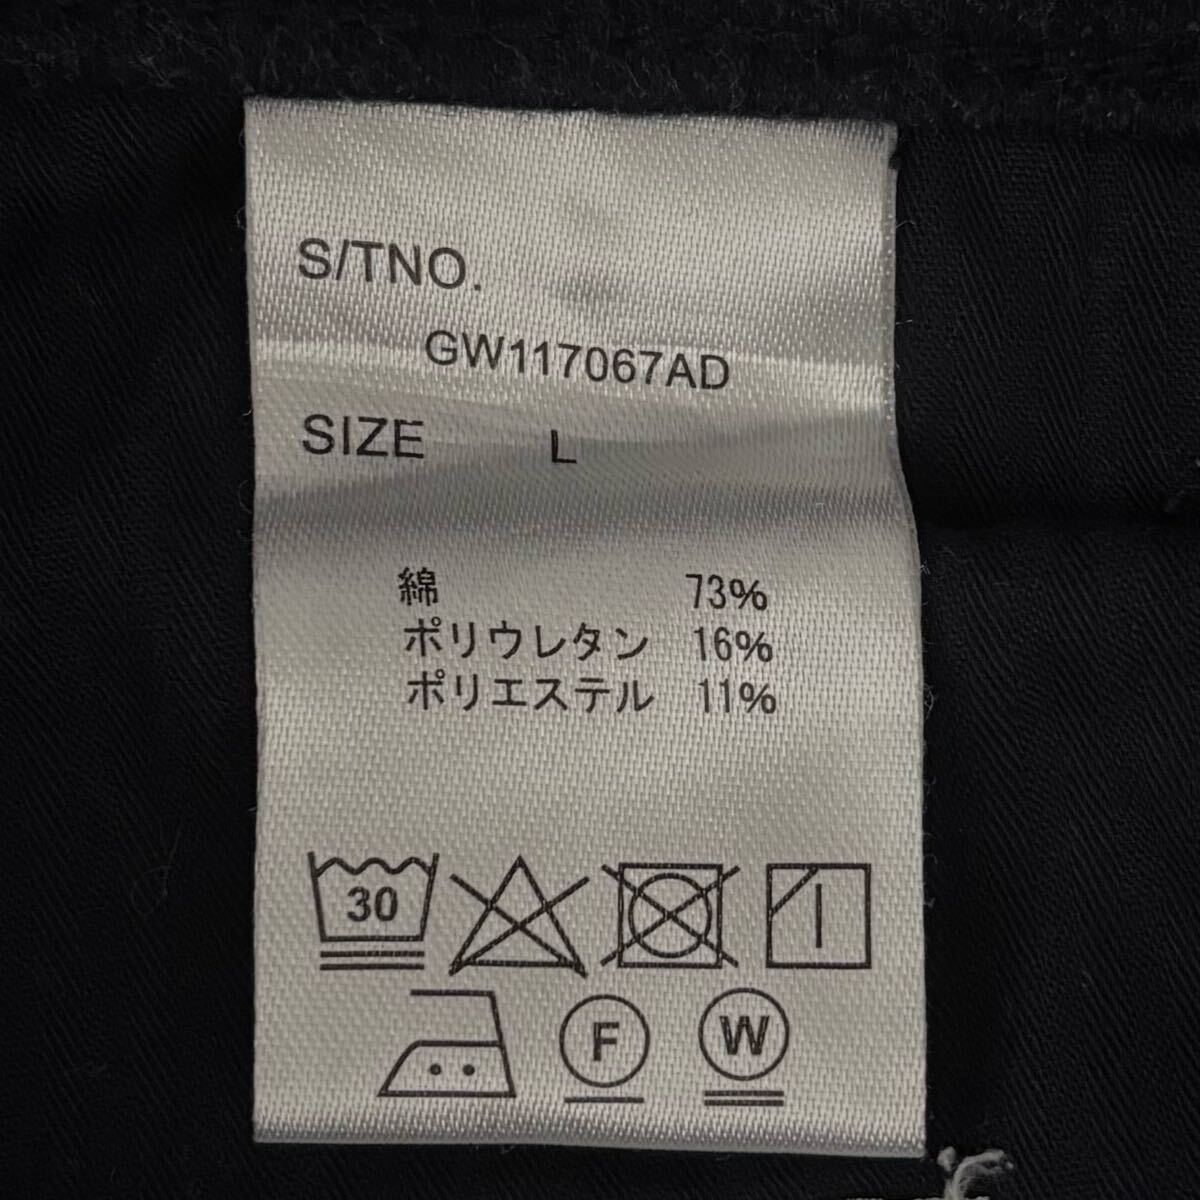 S/TNO.
GW117067AD
SIZE L
綿 73%
ポリウレタン 16%
ポリエステル 11%
30
F W